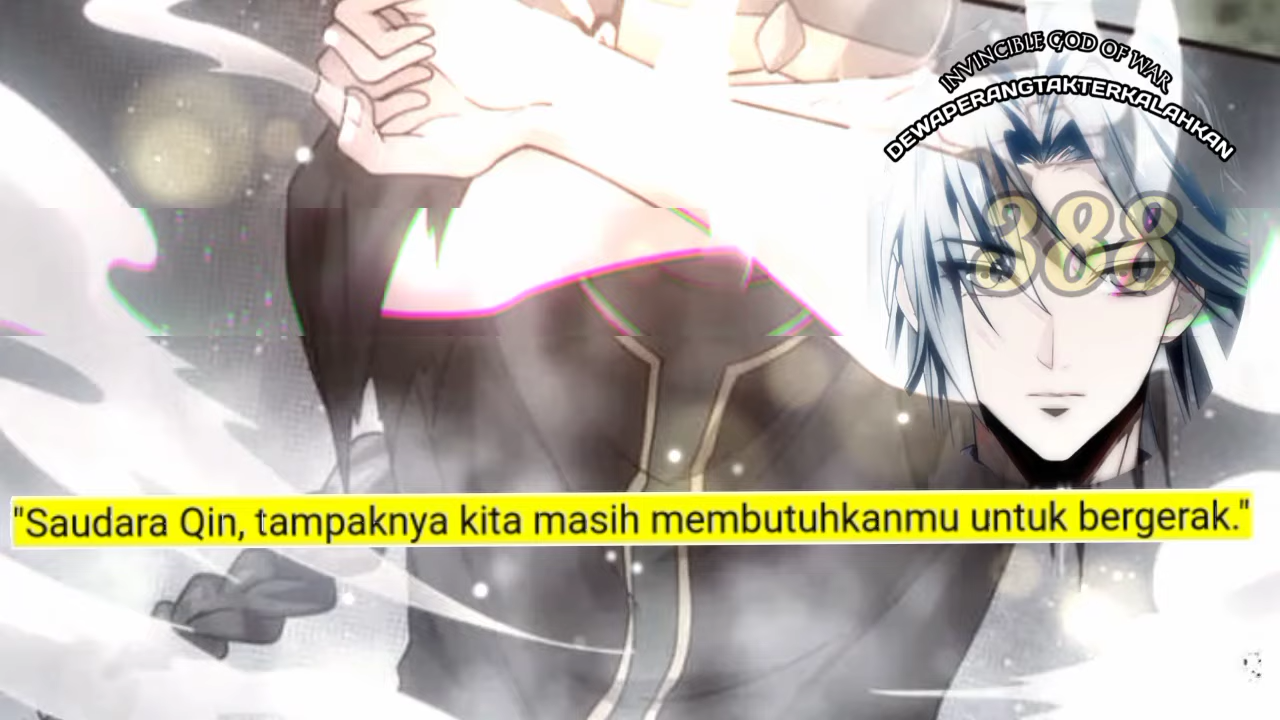 INVINCIBLE GOD OF WAR
DEWAPERANGTAKTERKALAHKAN
388
"Saudara Qin, tampaknya kita masih membutuhkanmu untuk bergerak."